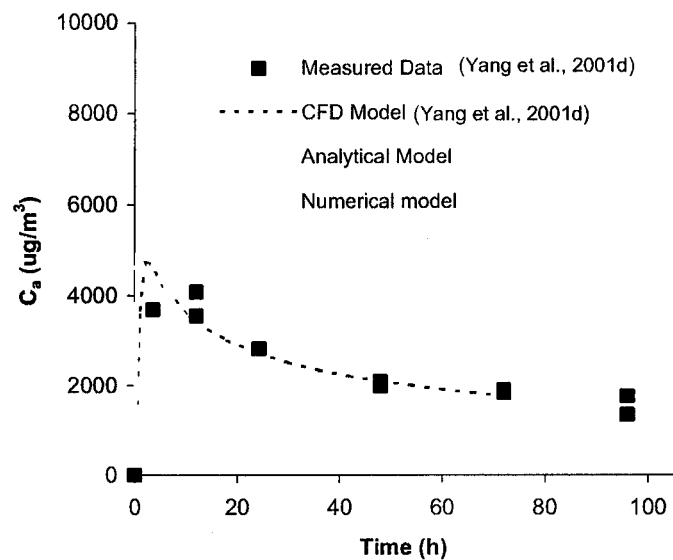 10000
8000
6000
4000
2000
0
Cₐ (ug/m³)
■ Measured Data (Yang et al., 2001d)
CFD Model (Yang et al., 2001d)
Analytical Model
Numerical model
0 20 40 60 80 100
Time (h)